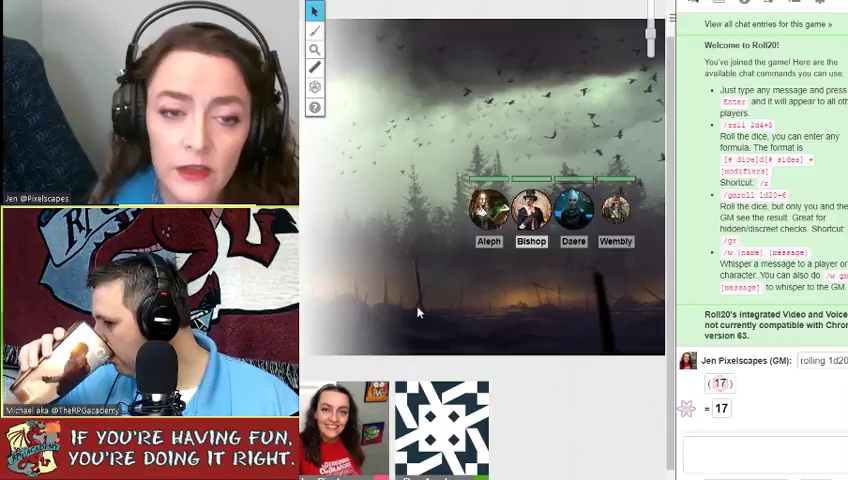 View all chat entries for this game »
Welcome to Roll20!
You've joined the game! Here are the
available chat commands you can use:
Just type any message and press
Enter and it will appear to all
players.
/roll 2d4+5
Roll the dice, you can enter any
formula. The format is
[# dice]d[# sides] +
[modifiers]
Shortcut: /r
/gmroll 1d20+6
Roll the dice, but only you and the
GM see the result. Great for
hidden/discreet checks. Shortcut:
/gr
/w [name] [message]
Whisper a message to a player or
character. You can also do /w gm
[message] to whisper to the GM.
Roll20's integrated Video and Voice
not currently compatible with
version 63.
Jen Pixelscapes (GM): rolling 1d20
(17)
= 17
Aleph
Bishop
Daere
Wembly
Jen @Pixelscapes
Michael aka @TheRPGacademy
IF YOU'RE HAVING FUN,
YOU'RE DOING IT RIGHT.